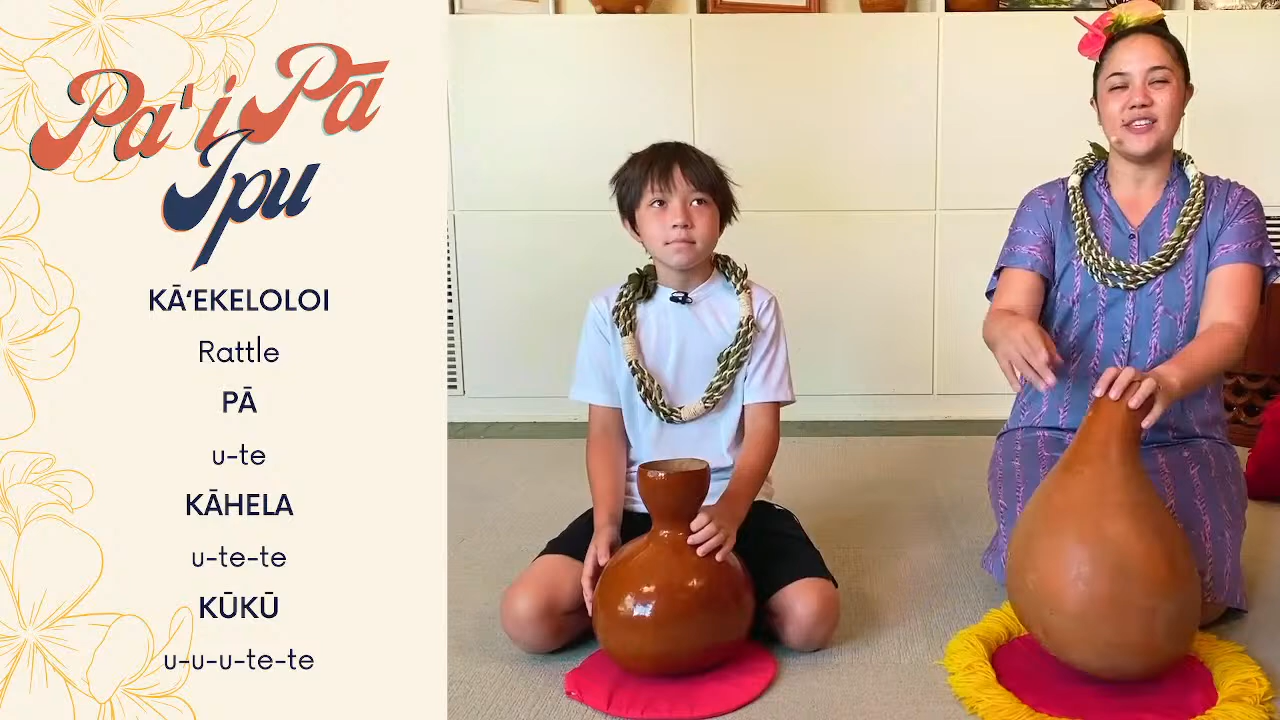 Pa'i Pā
Ipu
KĀʻEKELOLOI
Rattle
PĀ
u-te
KĀHELA
u-te-te
KŪKŪ
u-u-u-te-te